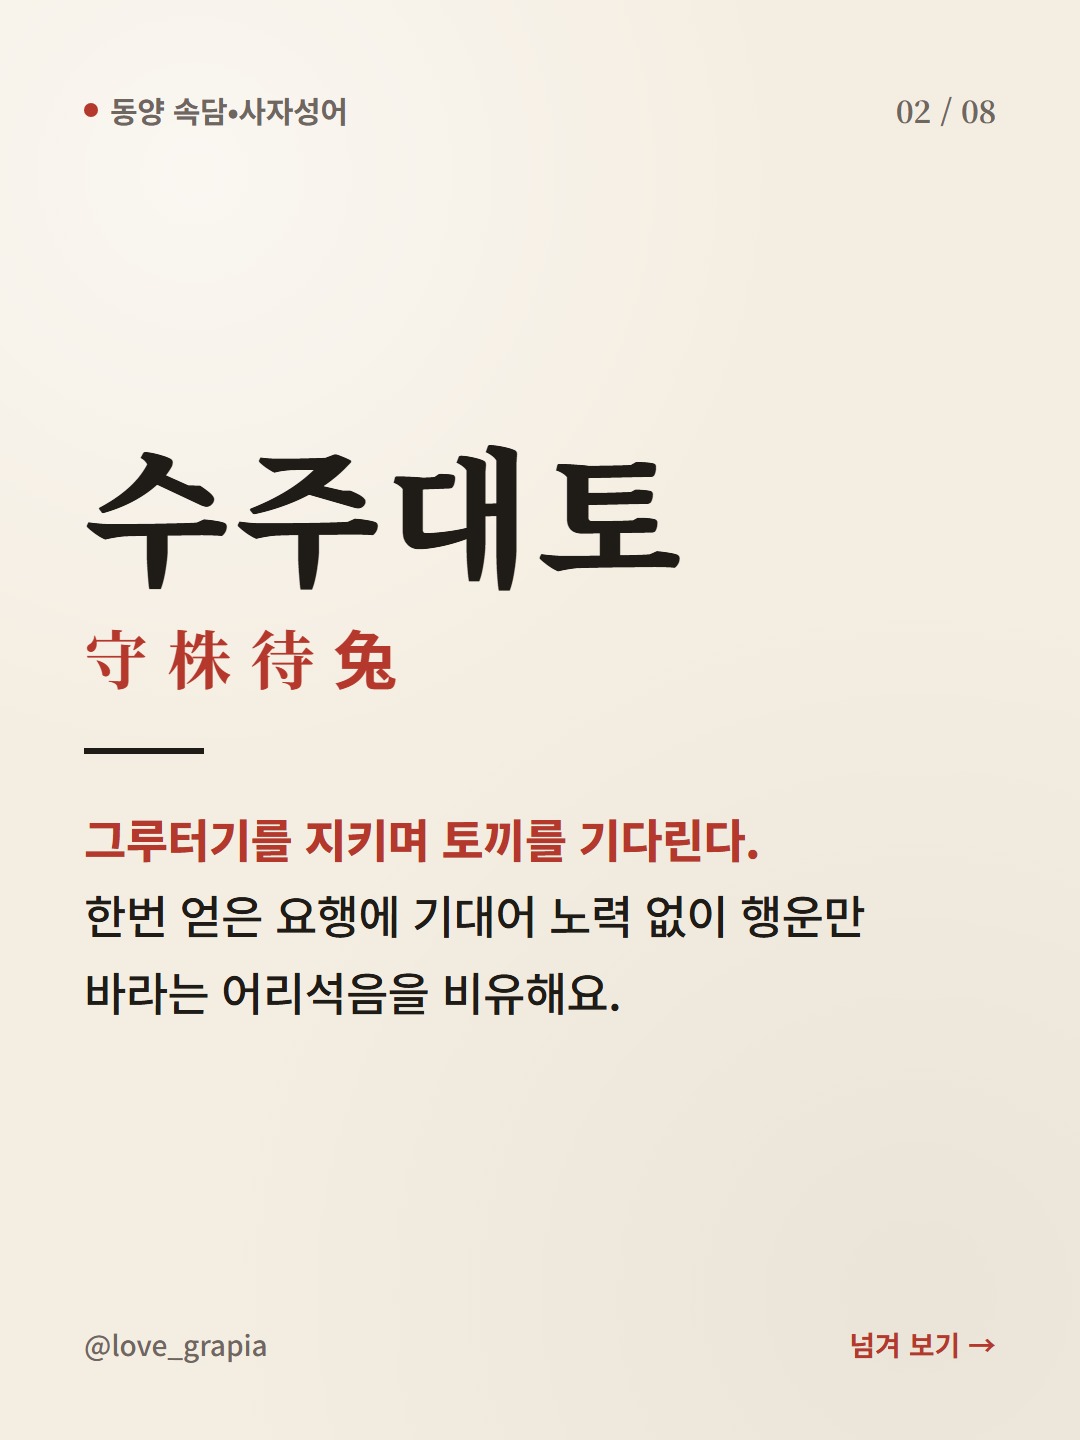 동양 속담•사자성어
02 / 08
수주대토
守株待兔
그루터기를 지키며 토끼를 기다린다.
한번 얻은 요행에 기대어 노력 없이 행운만
바라는 어리석음을 비유해요.
@love_grapia
넘겨 보기 →